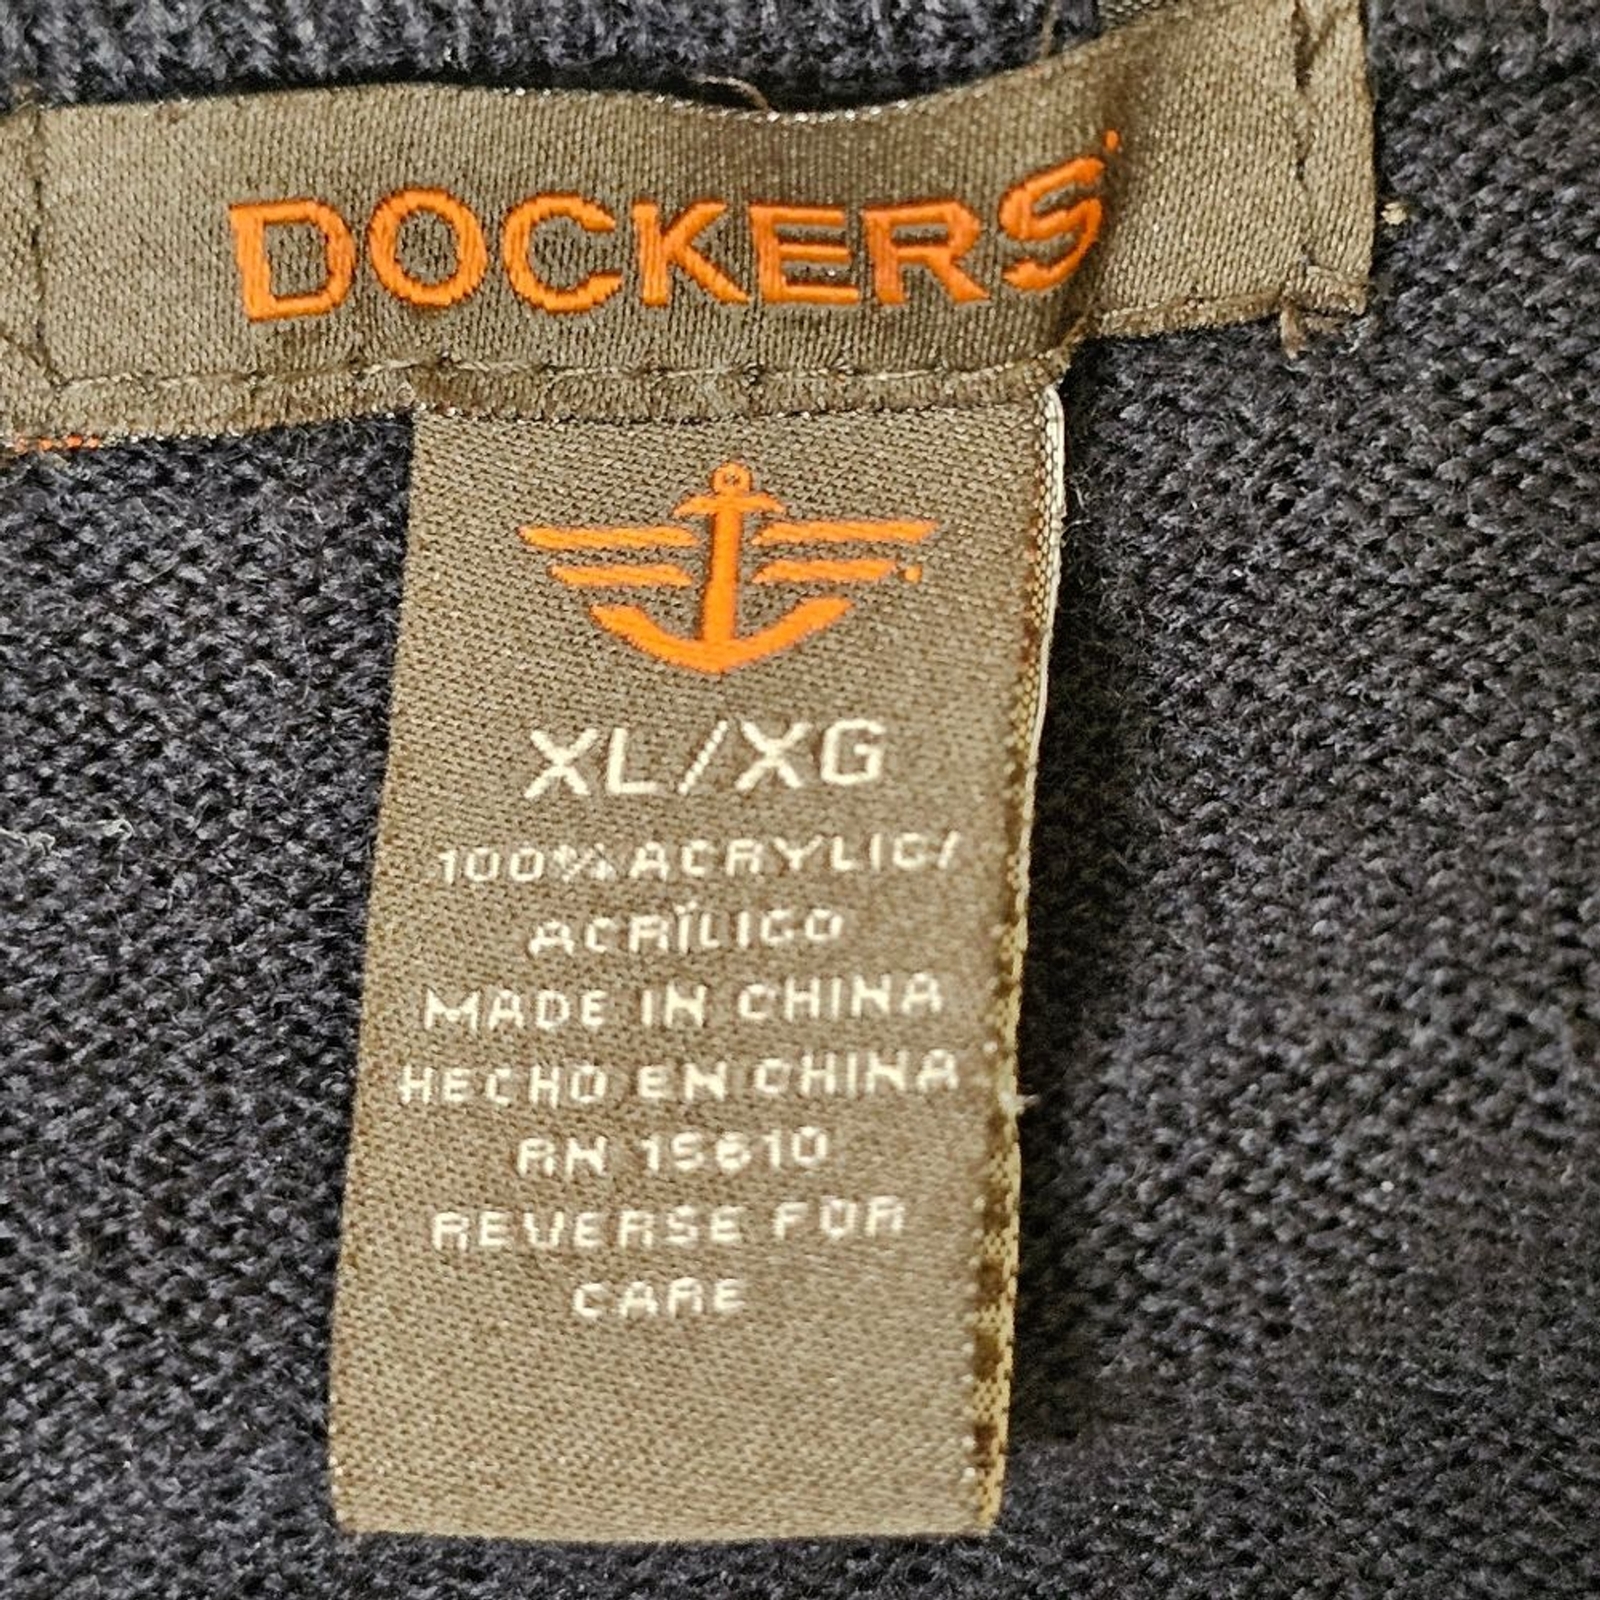 DOCKERS
XL/XG
100% ACRYLIC/
ACRÍLICO
MADE IN CHINA
HECHO EN CHINA
RN 15610
REVERSE FOR
CARE